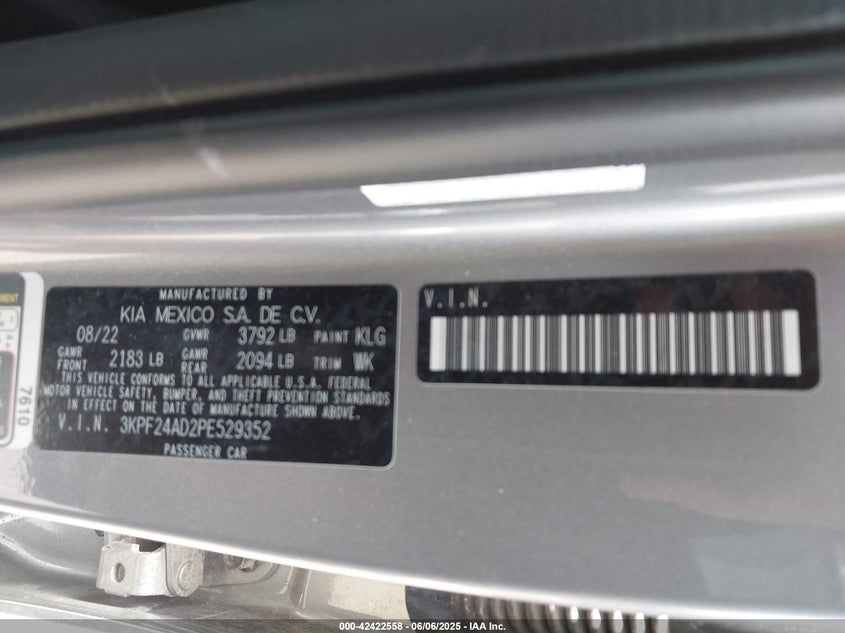 MANUFACTURED BY
KIA MEXICO S.A. DE C.V.
08/22 GVWR 3792 LB PAINT KLG
GAWR FRONT 2183 LB GAWR REAR 2094 LB TRIM WK
THIS VEHICLE CONFORMS TO ALL APPLICABLE U.S.A. FEDERAL
MOTOR VEHICLE SAFETY, BUMPER, AND THEFT PREVENTION STANDARDS
IN EFFECT ON THE DATE OF MANUFACTURE SHOWN ABOVE.
V.I.N. 3KPF24AD2PE529352
PASSENGER CAR
V.I.N.
7610
000-42422558 - 06/06/2025 - IAA Inc.